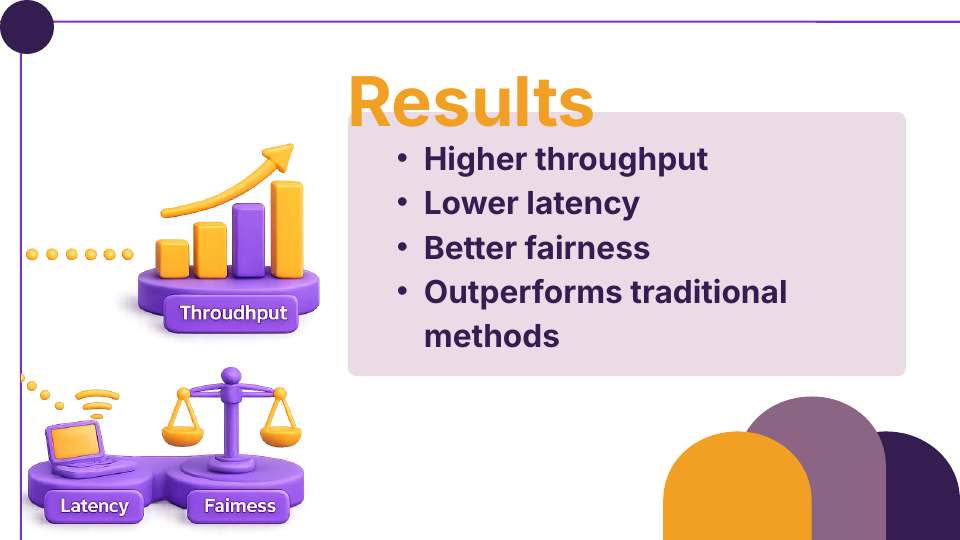 Results
• Higher throughput
• Lower latency
• Better fairness
• Outperforms traditional
methods
Throudhput
Latency
Faimess